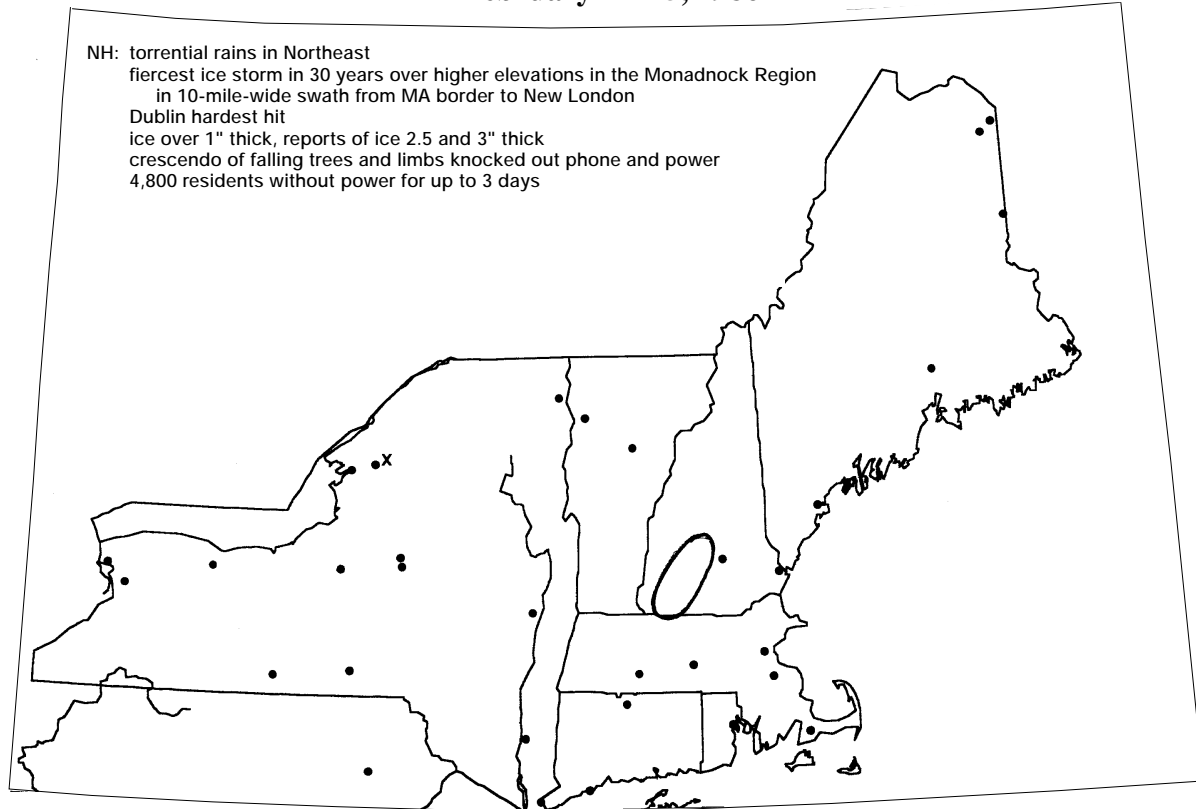 NH: torrential rains in Northeast
fiercest ice storm in 30 years over higher elevations in the Monadnock Region
in 10-mile-wide swath from MA border to New London
Dublin hardest hit
ice over 1" thick, reports of ice 2.5 and 3" thick
crescendo of falling trees and limbs knocked out phone and power
4,800 residents without power for up to 3 days
x